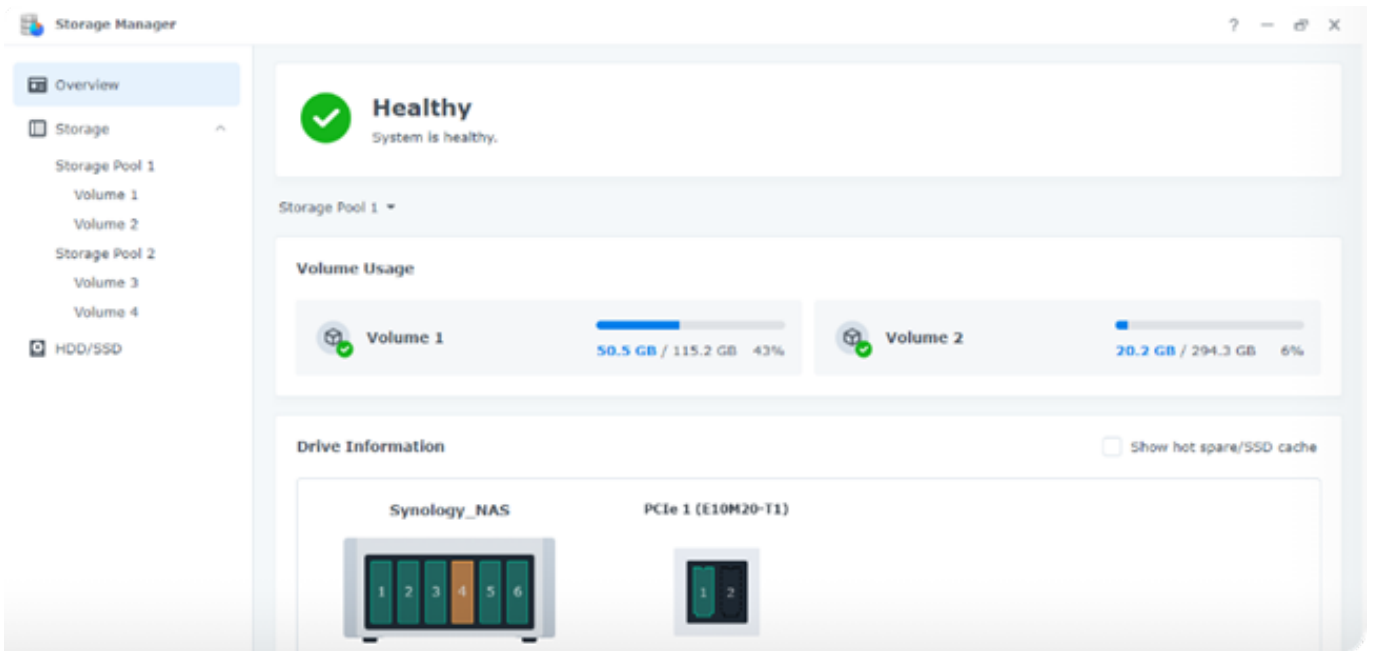 Storage Manager
?
Overview
Storage
Storage Pool 1
Volume 1
Volume 2
Storage Pool 2
Volume 3
Volume 4
HDD/SSD
Healthy
System is healthy.
Storage Pool 1
Volume Usage
Volume 1
50.5 GB / 115.2 GB 43%
Volume 2
20.2 GB / 294.3 GB 6%
Drive Information
Show hot spare/SSD cache
Synology_NAS
1 2 3 4 5 6
PCIe 1 (E10M20-T1)
1 2